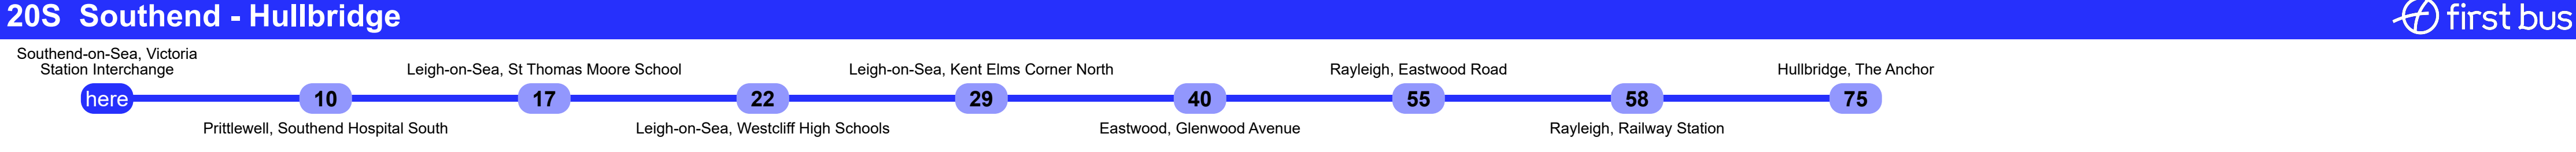 20S Southend - Hullbridge
first bus
Southend-on-Sea, Victoria
Station Interchange
here
10
Prittlewell, Southend Hospital South
Leigh-on-Sea, St Thomas Moore School
17
22
Leigh-on-Sea, Westcliff High Schools
Leigh-on-Sea, Kent Elms Corner North
29
40
Eastwood, Glenwood Avenue
Rayleigh, Eastwood Road
55
58
Rayleigh, Railway Station
Hullbridge, The Anchor
75